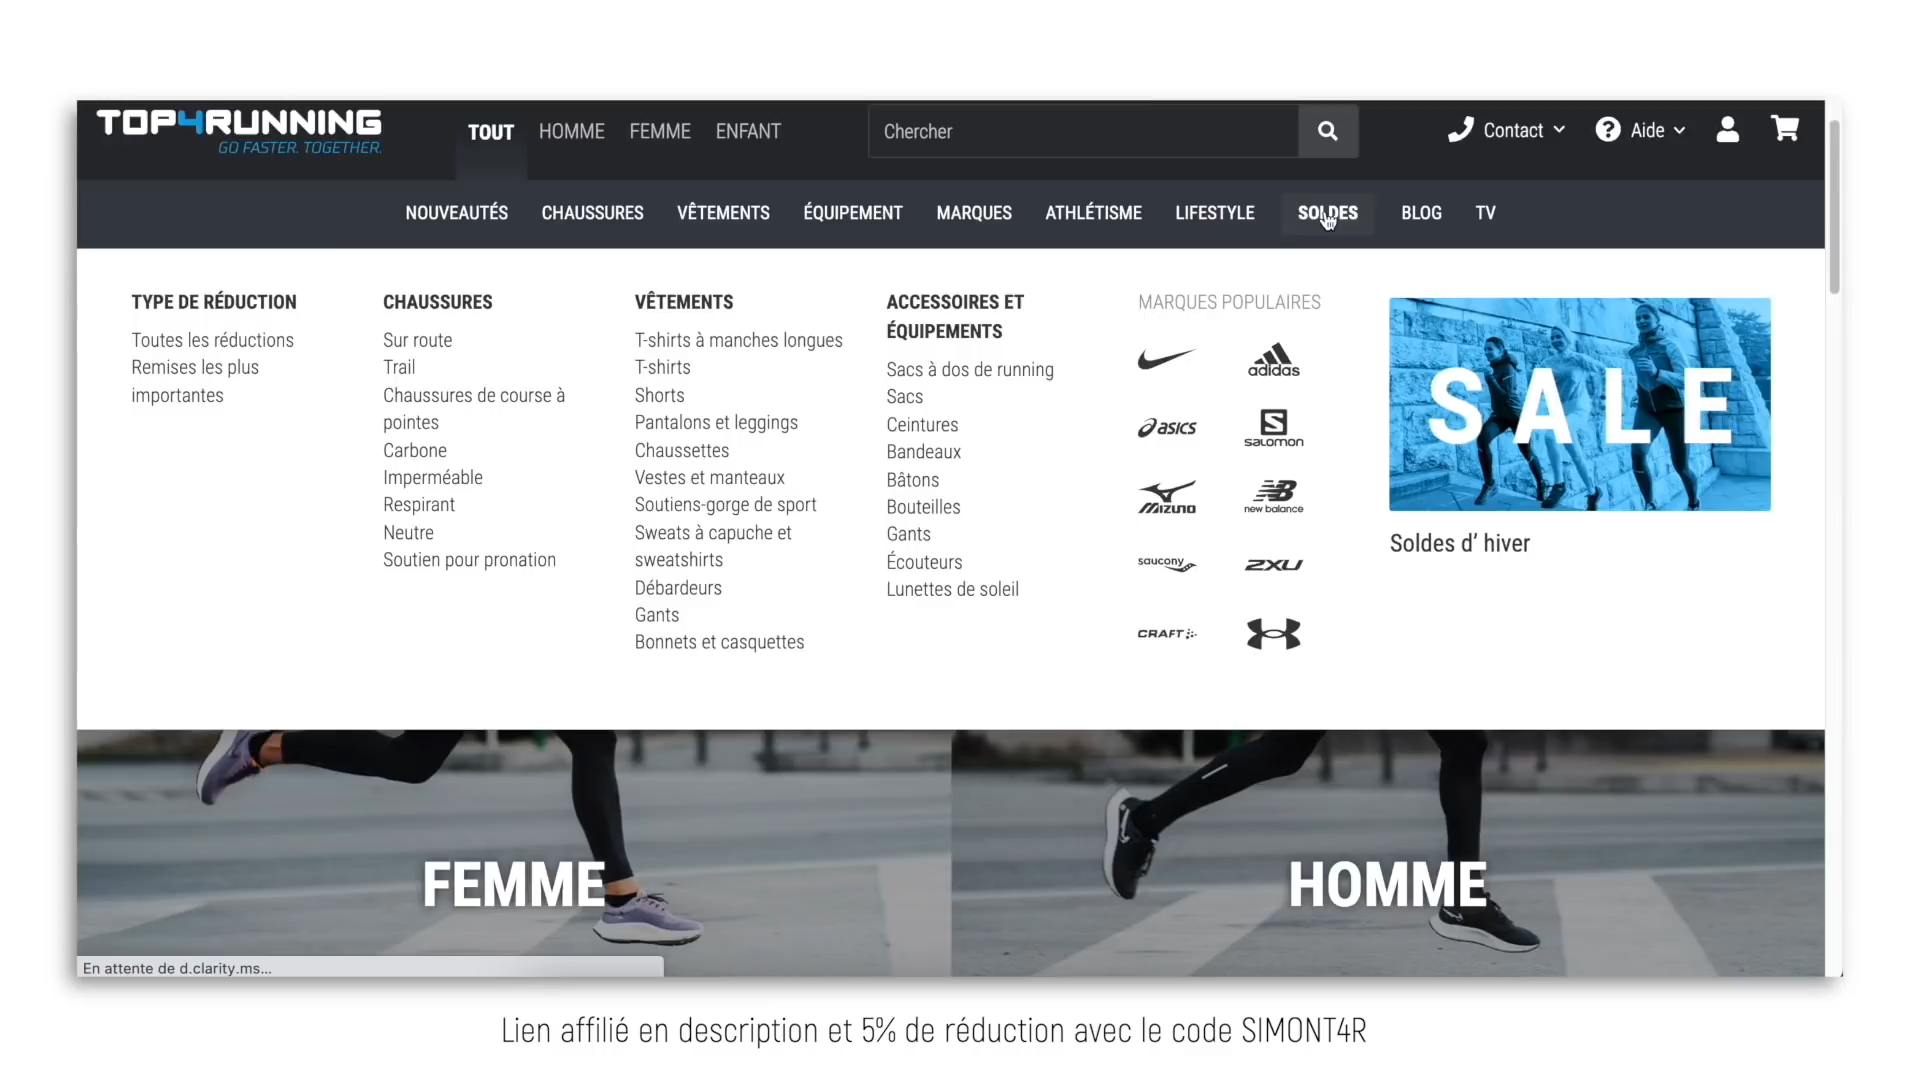 TOP4RUNNING
GO FASTER. TOGETHER.
TOUT HOMME FEMME ENFANT
Chercher
Contact Aide
NOUVEAUTÉS CHAUSSURES VÊTEMENTS ÉQUIPEMENT MARQUES ATHLÉTISME LIFESTYLE SOLDES BLOG TV
TYPE DE RÉDUCTION
Toutes les réductions
Remises les plus
importantes
CHAUSSURES
Sur route
Trail
Chaussures de course à
pointes
Carbone
Imperméable
Respirant
Neutre
Soutien pour pronation
VÊTEMENTS
T-shirts à manches longues
T-shirts
Shorts
Pantalons et leggings
Chaussettes
Vestes et manteaux
Soutiens-gorge de sport
Sweats à capuche et
sweatshirts
Débardeurs
Gants
Bonnets et casquettes
ACCESSOIRES ET
ÉQUIPEMENTS
Sacs à dos de running
Sacs
Ceintures
Bandeaux
Bâtons
Bouteilles
Gants
Écouteurs
Lunettes de soleil
MARQUES POPULAIRES
adidas
asics
salomon
mizuno
new balance
saucony
2XU
CRAFT
SALE
Soldes d' hiver
FEMME
HOMME
En attente de d.clarity.ms...
Lien affilié en description et 5% de réduction avec le code SIMONT4R